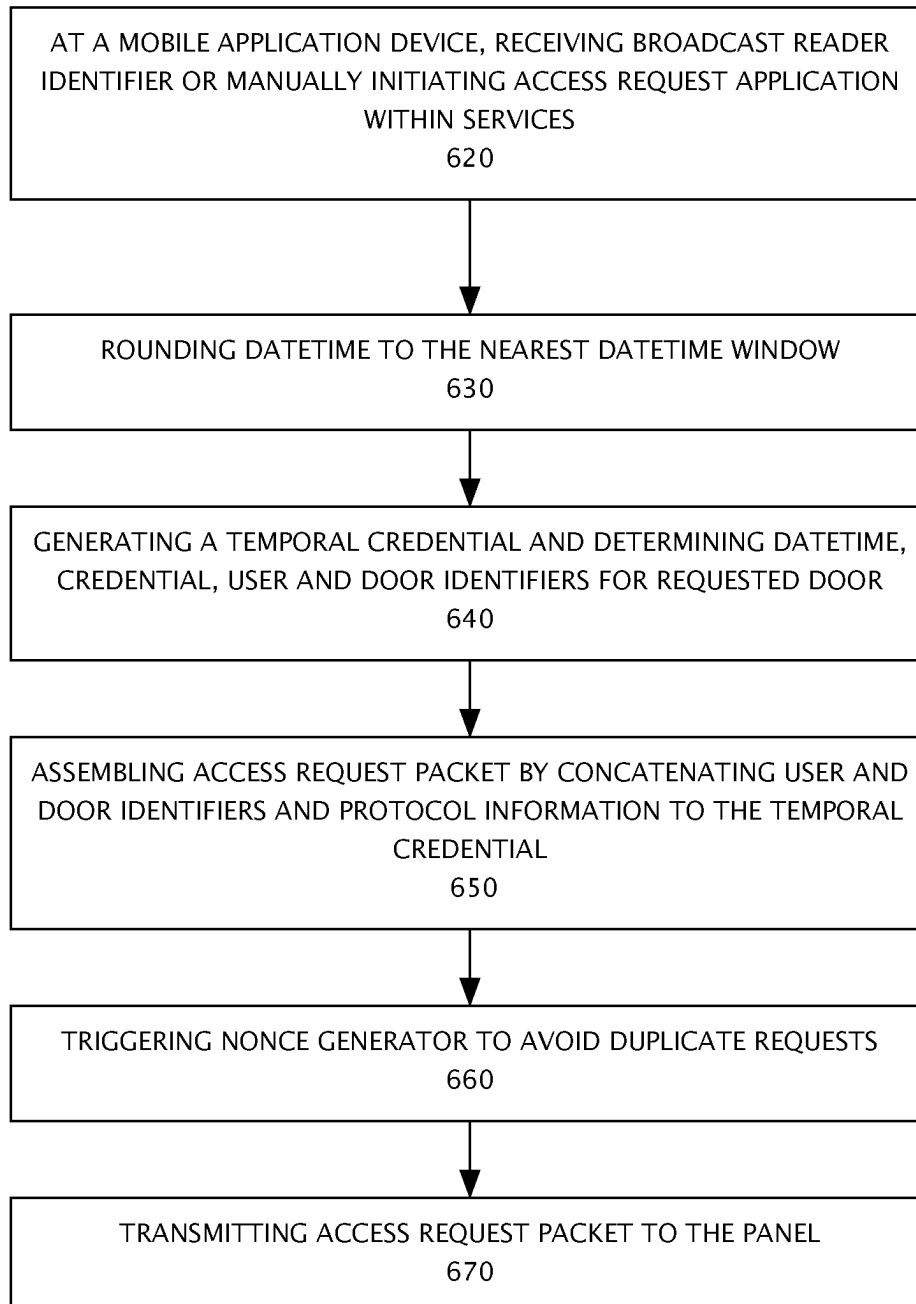 AT A MOBILE APPLICATION DEVICE, RECEIVING BROADCAST READER
IDENTIFIER OR MANUALLY INITIATING ACCESS REQUEST APPLICATION
WITHIN SERVICES
620
ROUNDING DATETIME TO THE NEAREST DATETIME WINDOW
630
GENERATING A TEMPORAL CREDENTIAL AND DETERMINING DATETIME,
CREDENTIAL, USER AND DOOR IDENTIFIERS FOR REQUESTED DOOR
640
ASSEMBLING ACCESS REQUEST PACKET BY CONCATENATING USER AND
DOOR IDENTIFIERS AND PROTOCOL INFORMATION TO THE TEMPORAL
CREDENTIAL
650
TRIGGERING NONCE GENERATOR TO AVOID DUPLICATE REQUESTS
660
TRANSMITTING ACCESS REQUEST PACKET TO THE PANEL
670